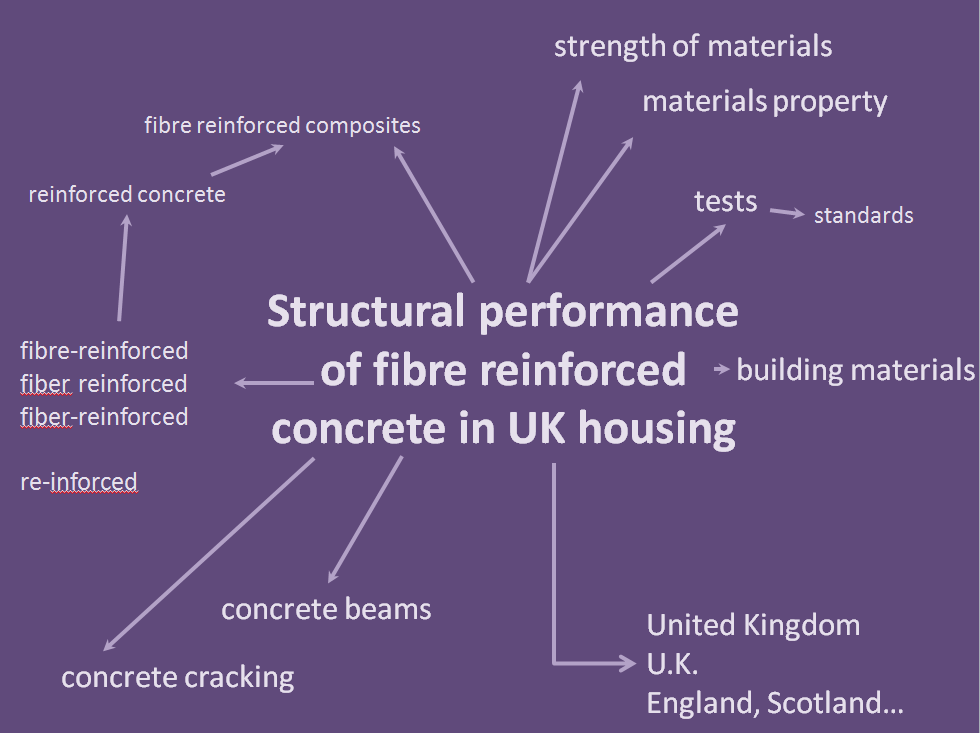 strength of materials
materials property
fibre reinforced composites
reinforced concrete
tests
standards
Structural performance
of fibre reinforced
concrete in UK housing
building materials
fibre-reinforced
fiber reinforced
fiber-reinforced
re-inforced
concrete beams
concrete cracking
United Kingdom
U.K.
England, Scotland...